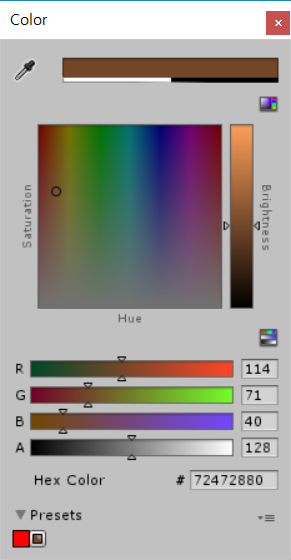 Color
Saturation
Brightness
Hue
R 114
G 71
B 40
A 128
Hex Color # 72472880
Presets